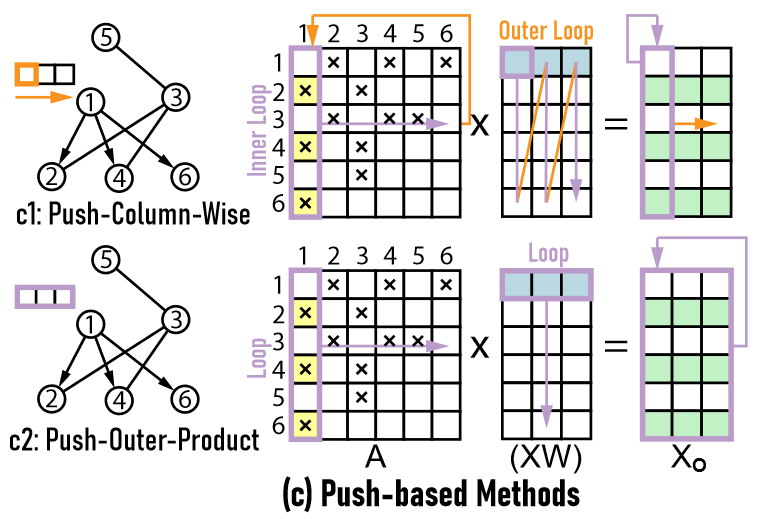 5
1
3
2
4
6
c1: Push-Column-Wise
1 2 3 4 5 6
1
2
3
4
5
6
Inner Loop
× × ×
× ×
× × ×
× ×
×
×
X
Outer Loop
=
5
1
3
2
4
6
c2: Push-Outer-Product
1 2 3 4 5 6
1
2
3
4
5
6
Loop
× × ×
× ×
× × ×
× ×
×
×
X
Loop
=
A
(XW)
Xo
(c) Push-based Methods